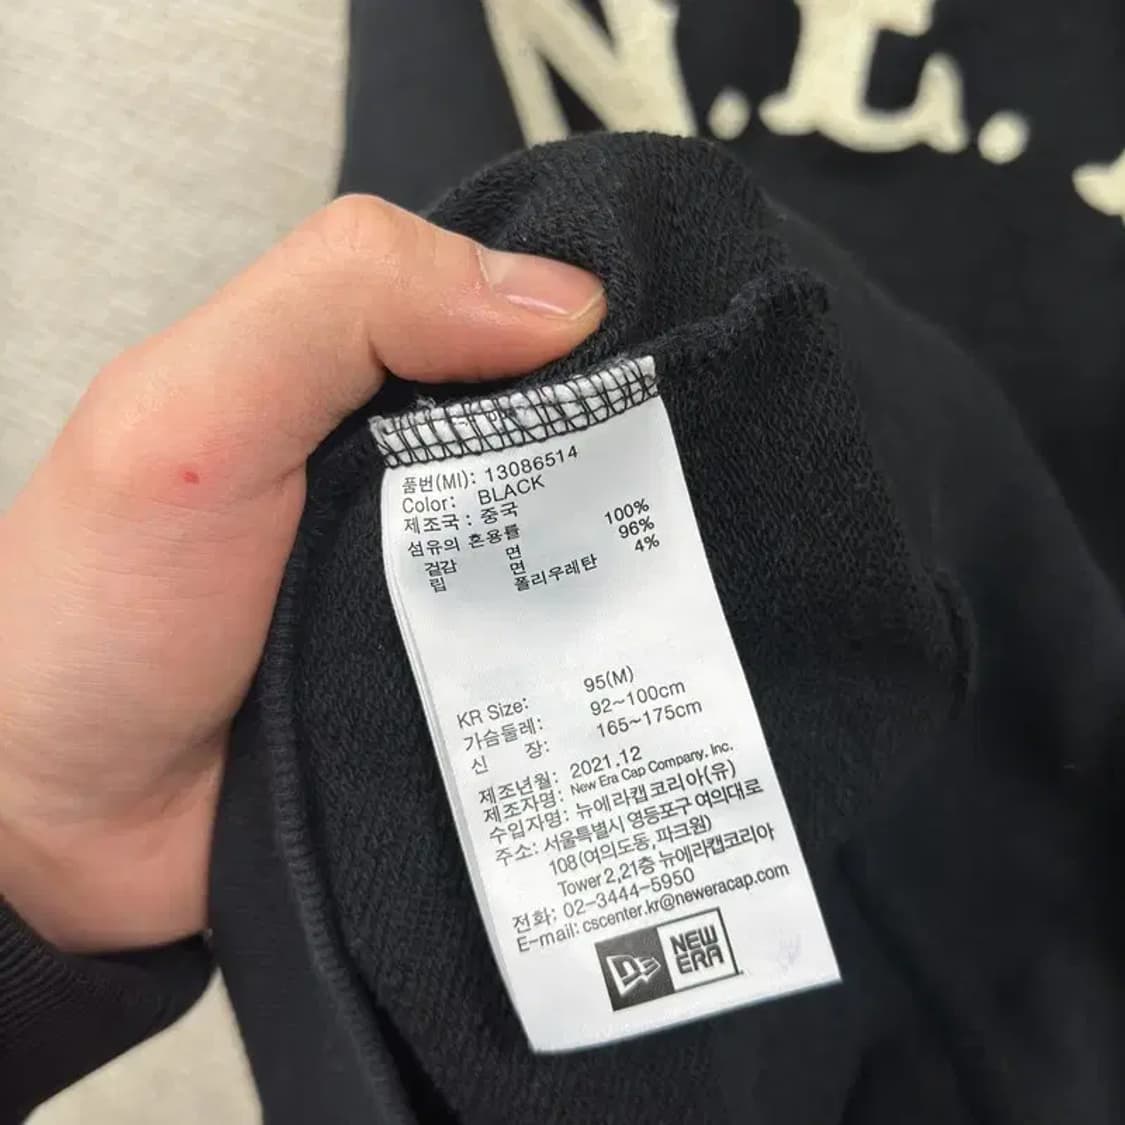 N.E.
품번(MI): 13086514
Color: BLACK
제조국 : 중국
섬유의 혼용률
겉감 면 100%
립 면 96%
폴리우레탄 4%
KR Size: 95(M)
가슴둘레: 92~100cm
신 장: 165~175cm
제조년월: 2021.12
제조자명: New Era Cap Company. Inc.
수입자명: 뉴에라캡 코리아(유)
주소: 서울특별시 영등포구 여의대로
108 (여의도동, 파크원)
Tower 2, 21층 뉴에라캡코리아
전화: 02-3444-5950
E-mail: cscenter.kr@neweracap.com
NEW
ERA